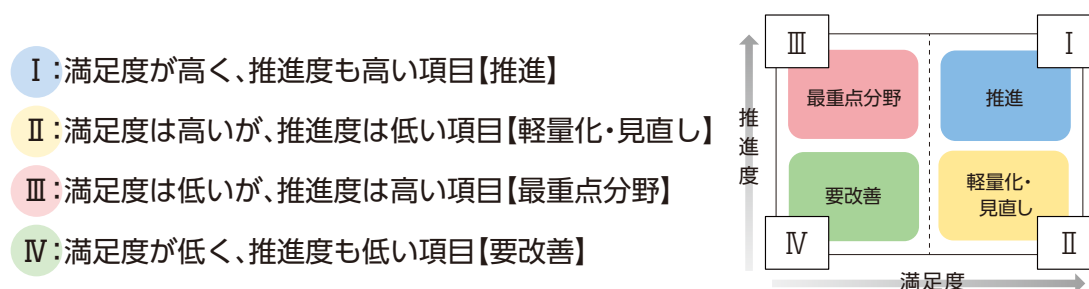 Ⅰ：満足度が高く、推進度も高い項目【推進】
Ⅱ：満足度は高いが、推進度は低い項目【軽量化・見直し】
Ⅲ：満足度は低いが、推進度は高い項目【最重点分野】
Ⅳ：満足度が低く、推進度も低い項目【要改善】
推進度
Ⅲ
Ⅰ
最重点分野
推進
要改善
軽量化・
見直し
Ⅳ
Ⅱ
満足度